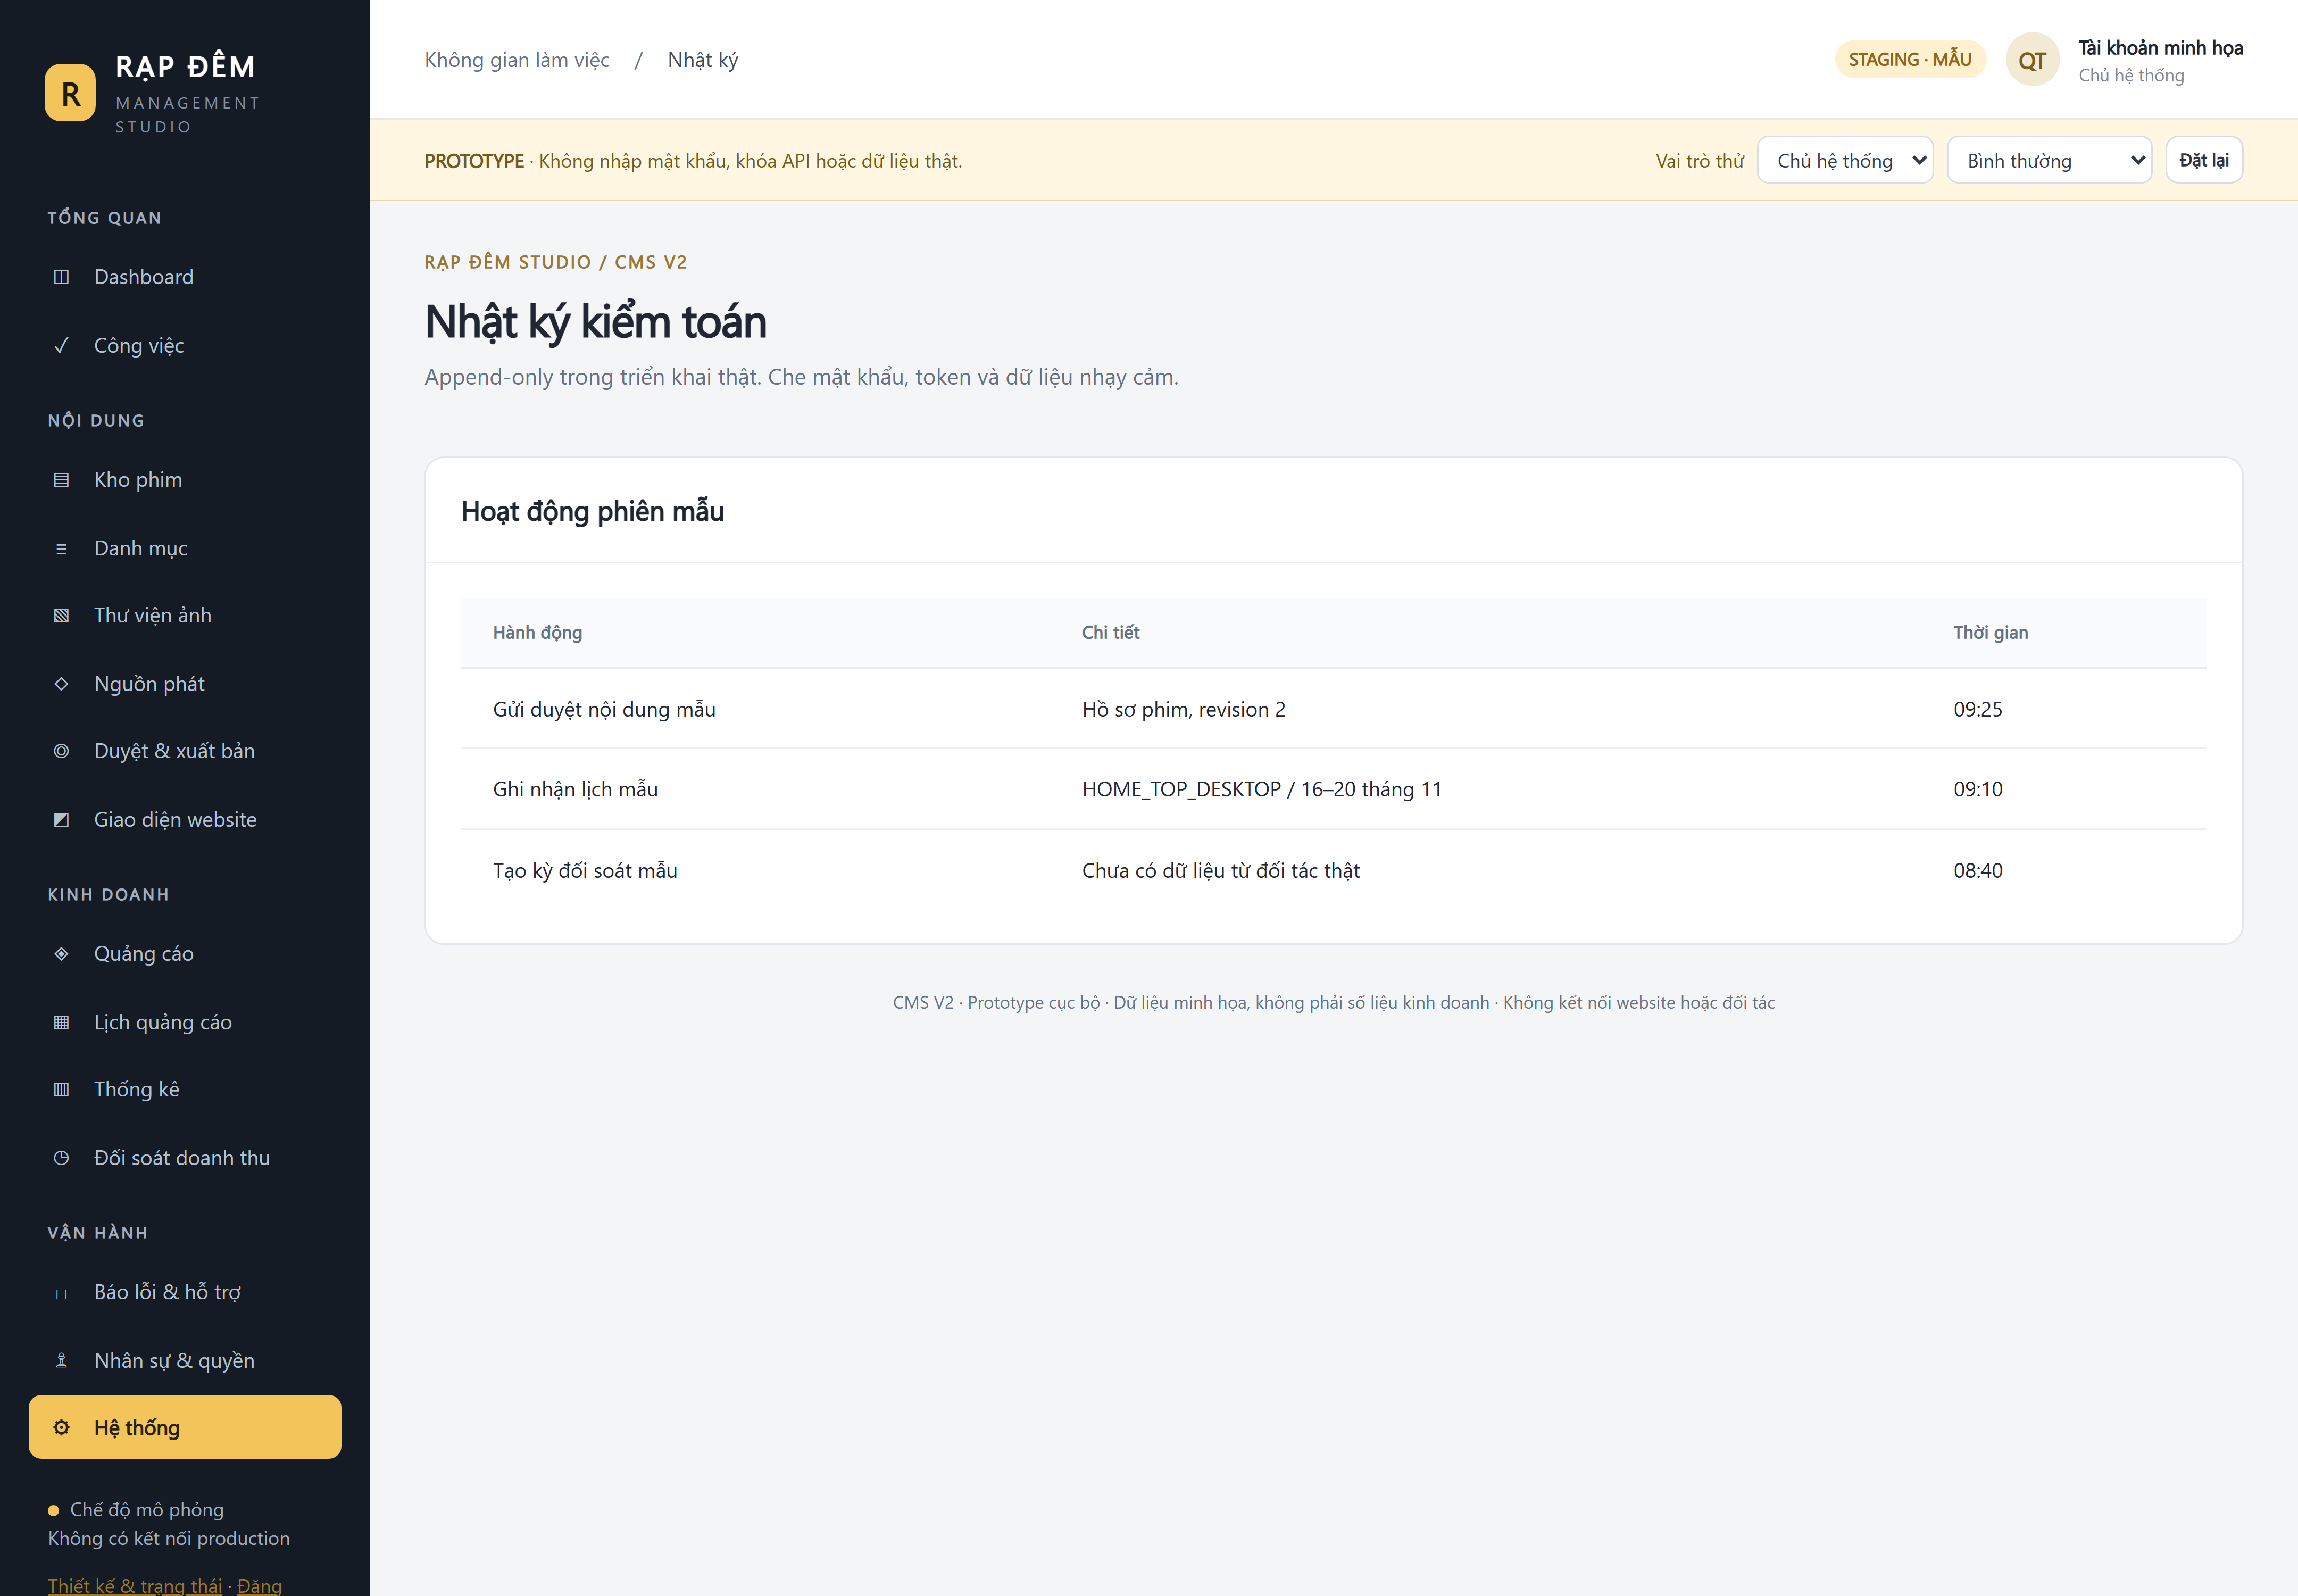 R
RẠP ĐÊM
MANAGEMENT
STUDIO
TỔNG QUAN
Dashboard
Công việc
NỘI DUNG
Kho phim
Danh mục
Thư viện ảnh
Nguồn phát
Duyệt & xuất bản
Giao diện website
KINH DOANH
Quảng cáo
Lịch quảng cáo
Thống kê
Đối soát doanh thu
VẬN HÀNH
Báo lỗi & hỗ trợ
Nhân sự & quyền
Hệ thống
Chế độ mô phỏng
Không có kết nối production
Thiết kế & trạng thái · Đăng
Không gian làm việc / Nhật ký
STAGING · MẪU
QT
Tài khoản minh họa
Chủ hệ thống
PROTOTYPE · Không nhập mật khẩu, khóa API hoặc dữ liệu thật.
Vai trò thử Chủ hệ thống Bình thường Đặt lại
RẠP ĐÊM STUDIO / CMS V2
Nhật ký kiểm toán
Append-only trong triển khai thật. Che mật khẩu, token và dữ liệu nhạy cảm.
Hoạt động phiên mẫu
Hành động Chi tiết Thời gian
Gửi duyệt nội dung mẫu Hồ sơ phim, revision 2 09:25
Ghi nhận lịch mẫu HOME_TOP_DESKTOP / 16–20 tháng 11 09:10
Tạo kỳ đối soát mẫu Chưa có dữ liệu từ đối tác thật 08:40
CMS V2 · Prototype cục bộ · Dữ liệu minh họa, không phải số liệu kinh doanh · Không kết nối website hoặc đối tác